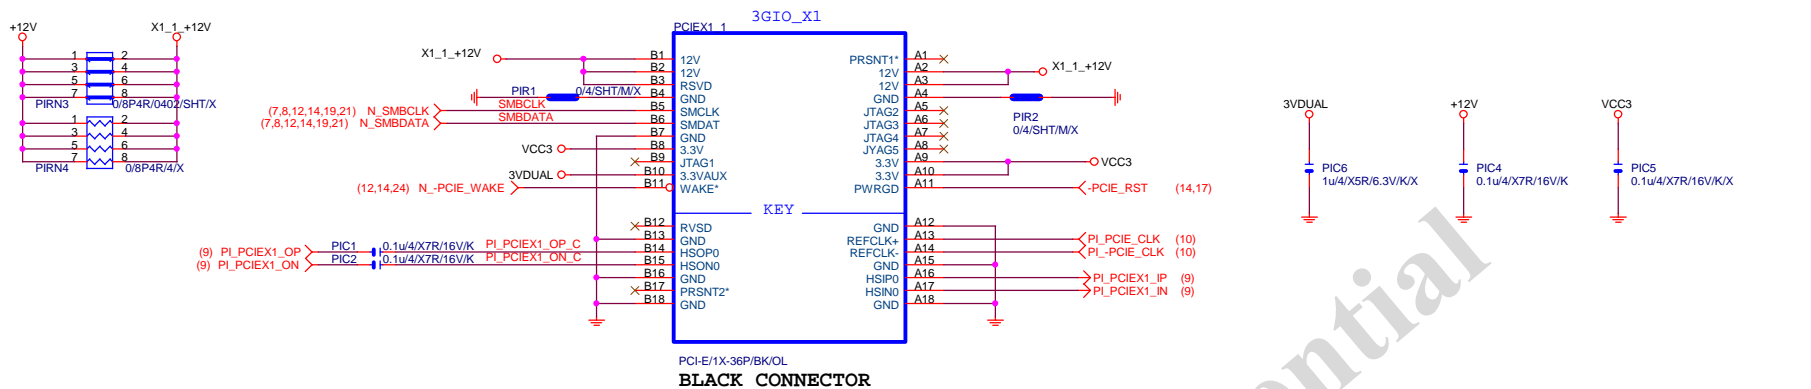 3GIO_X1
+12V
X1_1_+12V
1 2
3 4
5 6
7 8
PIRN3
0/8P4R/0402/SHT/X
1 2
3 4
5 6
7 8
PIRN4
0/8P4R/4/X
PCIEX1_1
X1_1_+12V
B1 12V
B2 12V
B3 RSVD
PIR1 0/4/SHT/M/X
B4 GND
(7,8,12,14,19,21) N_SMBCLK SMBCLK B5 SMCLK
(7,8,12,14,19,21) N_SMBDATA SMBDATA B6 SMDAT
B7 GND
VCC3 B8 3.3V
B9 JTAG1
3VDUAL B10 3.3VAUX
(12,14,24) N_-PCIE_WAKE B11 WAKE*
KEY
B12 RVSD
B13 GND
(9) PI_PCIEX1_OP PIC1 0.1u/4/X7R/16V/K PI_PCIEX1_OP_C B14 HSOP0
(9) PI_PCIEX1_ON PIC2 0.1u/4/X7R/16V/K PI_PCIEX1_ON_C B15 HSON0
B16 GND
B17 PRSNT2*
B18 GND
PRSNT1* A1
12V A2
X1_1_+12V
12V A3
GND A4
PIR2
0/4/SHT/M/X
JTAG2 A5
JTAG3 A6
JTAG4 A7
JYAG5 A8
3.3V A9 VCC3
3.3V A10
PWRGD A11 -PCIE_RST (14,17)
GND A12
REFCLK+ A13 PI_PCIE_CLK (10)
REFCLK- A14 PI_-PCIE_CLK (10)
GND A15
HSIP0 A16 PI_PCIEX1_IP (9)
HSIN0 A17 PI_PCIEX1_IN (9)
GND A18
PCI-E/1X-36P/BK/OL
BLACK CONNECTOR
3VDUAL
PIC6
1u/4/X5R/6.3V/K/X
+12V
PIC4
0.1u/4/X7R/16V/K
VCC3
PIC5
0.1u/4/X7R/16V/K/X
ential